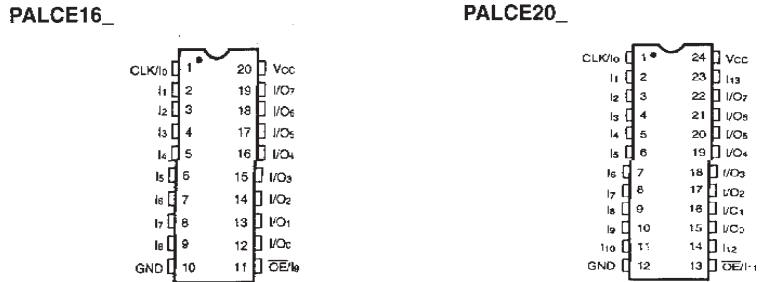 PALCE16_
CLK/I0 1 20 VCC
I1 2 19 I/O7
I2 3 18 I/O6
I3 4 17 I/O5
I4 5 16 I/O4
I5 6 15 I/O3
I6 7 14 I/O2
I7 8 13 I/O1
I8 9 12 I/O0
GND 10 11 OE/I9
PALCE20_
CLK/I0 1 24 VCC
I1 2 23 I13
I2 3 22 I/O7
I3 4 21 I/O6
I4 5 20 I/O5
I5 6 19 I/O4
I6 7 18 I/O3
I7 8 17 I/O2
I8 9 16 I/O1
I9 10 15 I/O0
I10 11 14 I12
GND 12 13 OE/I11